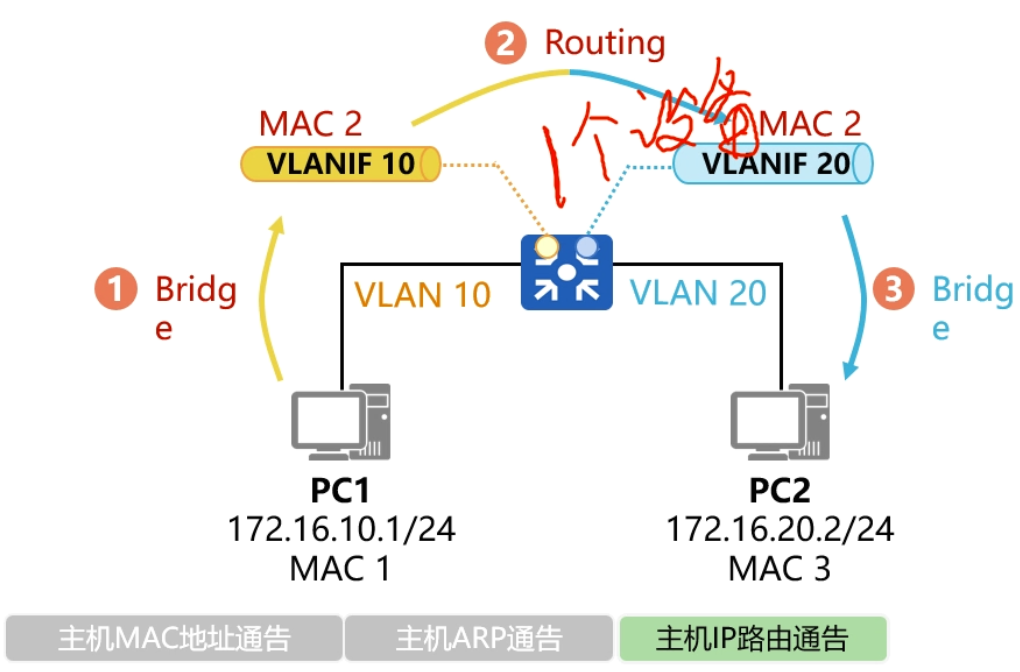 2 Routing
1个设备
MAC 2
MAC 2
VLANIF 10
VLANIF 20
1 Bridg
e
VLAN 10
VLAN 20
3 Bridg
e
PC1
172.16.10.1/24
MAC 1
PC2
172.16.20.2/24
MAC 3
主机MAC地址通告
主机ARP通告
主机IP路由通告